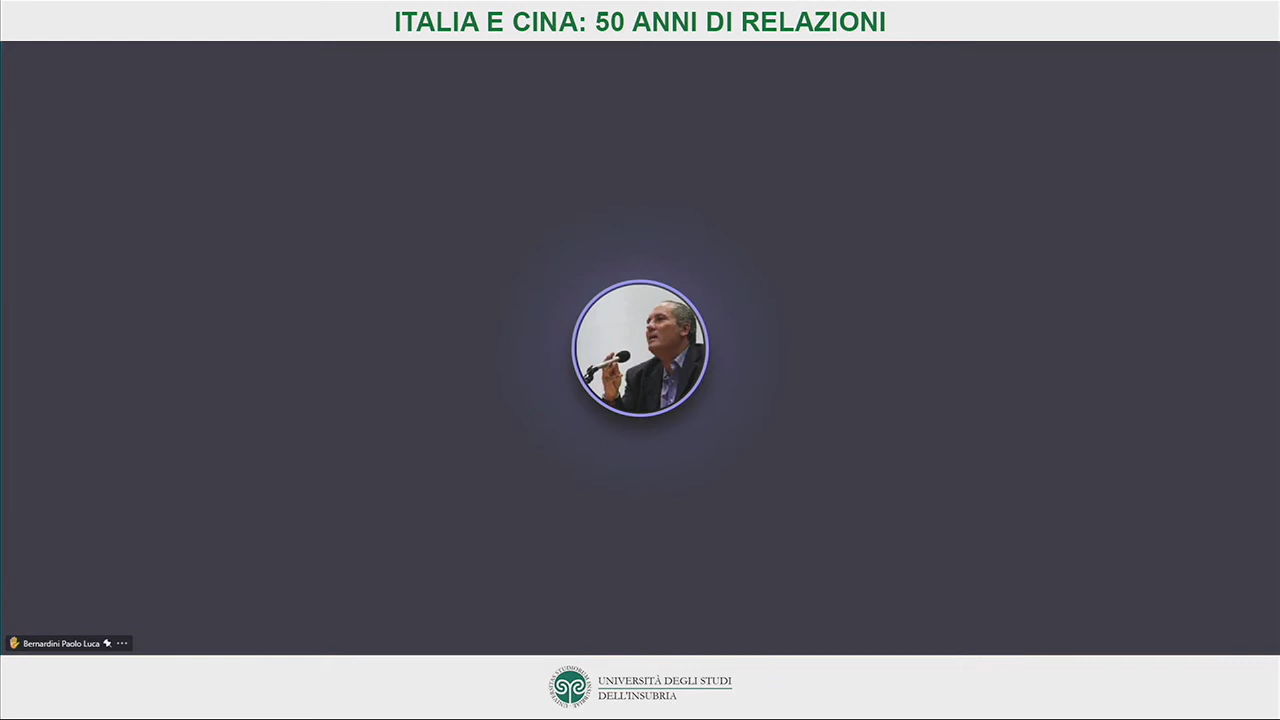 ITALIA E CINA: 50 ANNI DI RELAZIONI
Bernardini Paolo Luca
UNIVERSITÀ DEGLI STUDI
DELL'INSUBRIA